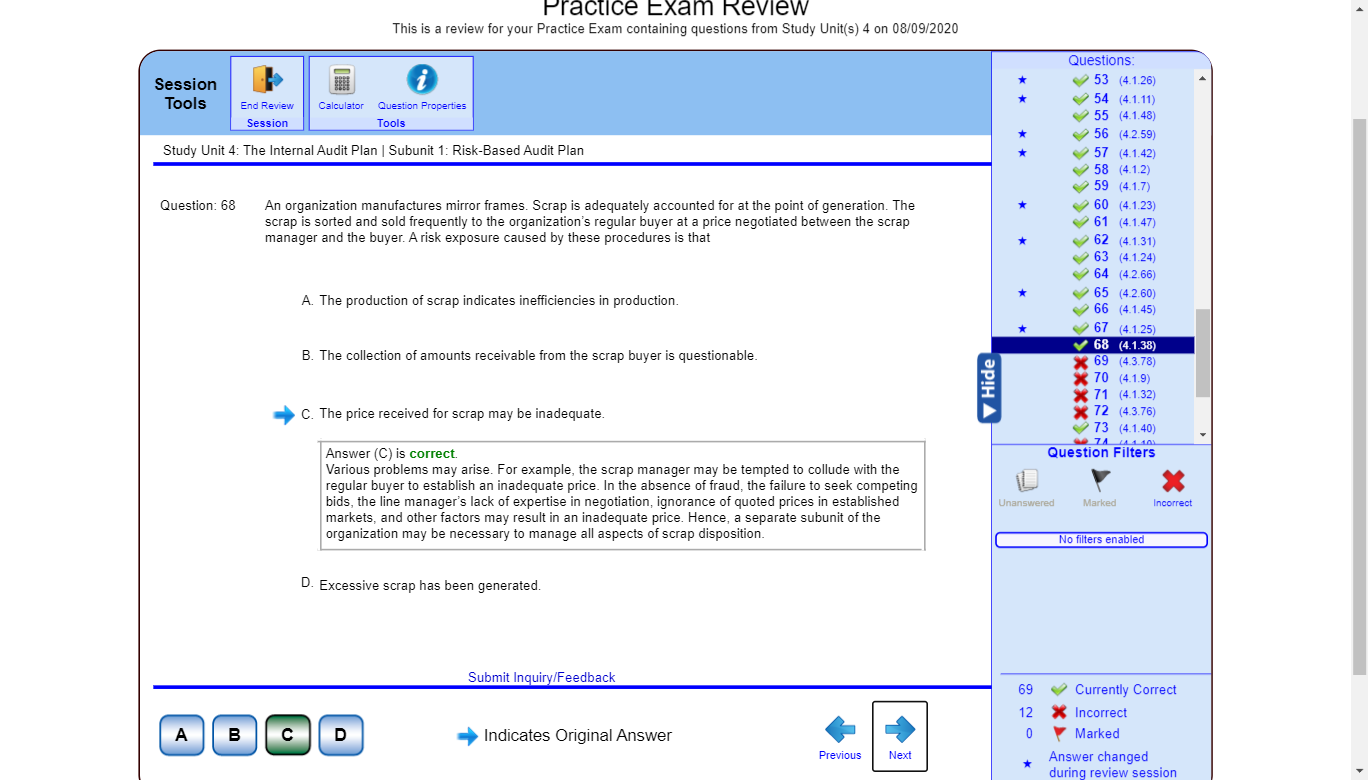 Practice Exam Review
This is a review for your Practice Exam containing questions from Study Unit(s) 4 on 08/09/2020
Session
Tools
End Review
Session
Calculator
Question Properties
Tools
Study Unit 4: The Internal Audit Plan | Subunit 1: Risk-Based Audit Plan
Question: 68
An organization manufactures mirror frames. Scrap is adequately accounted for at the point of generation. The
scrap is sorted and sold frequently to the organization's regular buyer at a price negotiated between the scrap
manager and the buyer. A risk exposure caused by these procedures is that
A. The production of scrap indicates inefficiencies in production.
B. The collection of amounts receivable from the scrap buyer is questionable.
C. The price received for scrap may be inadequate.
Answer (C) is correct.
Various problems may arise. For example, the scrap manager may be tempted to collude with the
regular buyer to establish an inadequate price. In the absence of fraud, the failure to seek competing
bids, the line manager's lack of expertise in negotiation, ignorance of quoted prices in established
markets, and other factors may result in an inadequate price. Hence, a separate subunit of the
organization may be necessary to manage all aspects of scrap disposition.
D. Excessive scrap has been generated.
Submit Inquiry/Feedback
A B C D
Indicates Original Answer
Previous
Next
Questions:
53 (4.1.26)
54 (4.1.11)
55 (4.1.48)
56 (4.2.59)
57 (4.1.42)
58 (4.1.2)
59 (4.1.7)
60 (4.1.23)
61 (4.1.47)
62 (4.1.31)
63 (4.1.24)
64 (4.2.66)
65 (4.2.60)
66 (4.1.45)
67 (4.1.25)
68 (4.1.38)
69 (4.3.78)
70 (4.1.9)
71 (4.1.32)
72 (4.3.76)
73 (4.1.40)
74
Hide
Question Filters
Unanswered
Marked
Incorrect
No filters enabled
69 Currently Correct
12 Incorrect
0 Marked
Answer changed
during review session